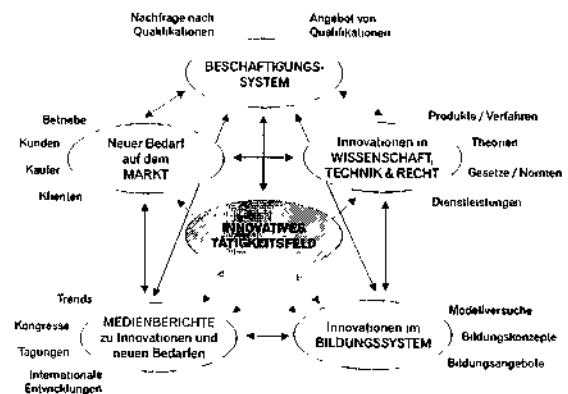 Nachfrage nach
Qualifikationen
Angebot von
Qualifikationen
BESCHÄFTIGUNGS-
SYSTEM
Betriebe
Kunden
Käufer
Klienten
Neuer Bedarf
auf dem
MARKT
Innovationen in
WISSENSCHAFT,
TECHNIK & RECHT
Produkte / Verfahren
Theorien
Gesetze / Normen
Dienstleistungen
INNOVATIVES
TÄTIGKEITSFELD
Trends
Kongresse
Tagungen
Internationale
Entwicklungen
MEDIENBERICHTE
zu Innovationen und
neuen Bedarfen
Innovationen im
BILDUNGSSYSTEM
Modellversuche
Bildungskonzepte
Bildungsangebote